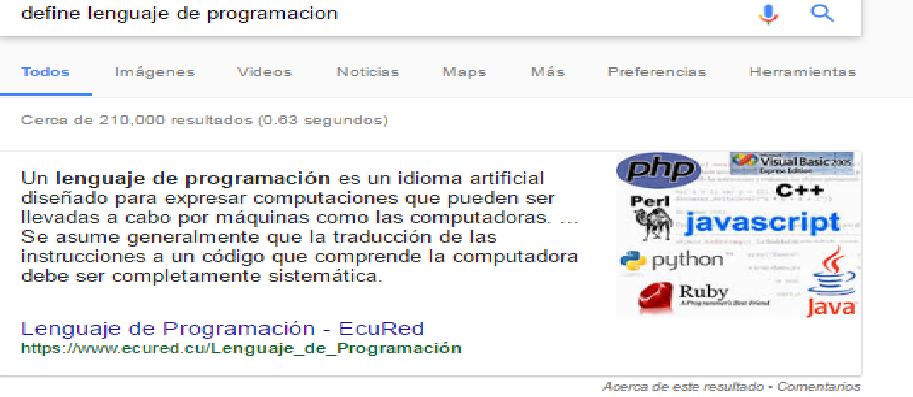 define lenguaje de programacion
Todos Imágenes Videos Noticias Maps Más Preferencias Herramientas
Cerca de 210,000 resultados (0.63 segundos)
Un lenguaje de programación es un idioma artificial
diseñado para expresar computaciones que pueden ser
llevadas a cabo por máquinas como las computadoras. ...
Se asume generalmente que la traducción de las
instrucciones a un código que comprende la computadora
debe ser completamente sistemática.
php
Visual Basic 2005
Express Edition
Perl
C++
javascript
python
Ruby
A Programmer's Best Friend
Java
Lenguaje de Programación - EcuRed
https://www.ecured.cu/Lenguaje_de_Programación
Acerca de este resultado • Comentarios